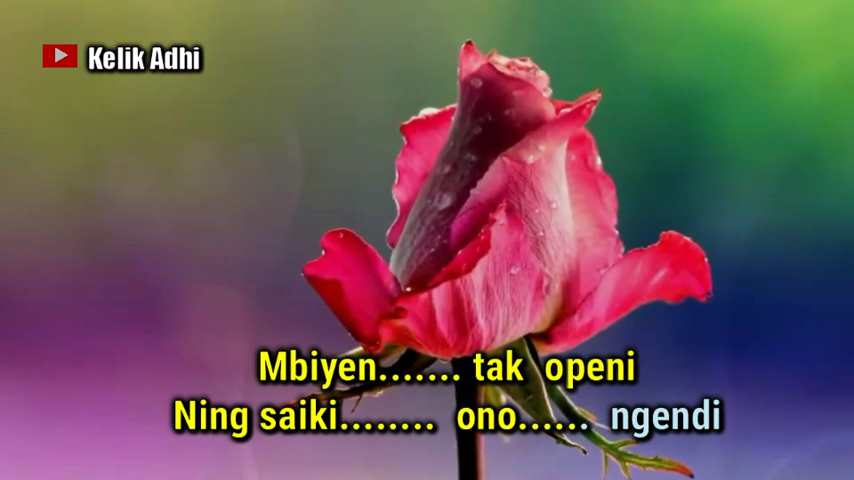 Kelik Adhi
Mbiyen....... tak openi
Ning saiki........ ono...... ngendi